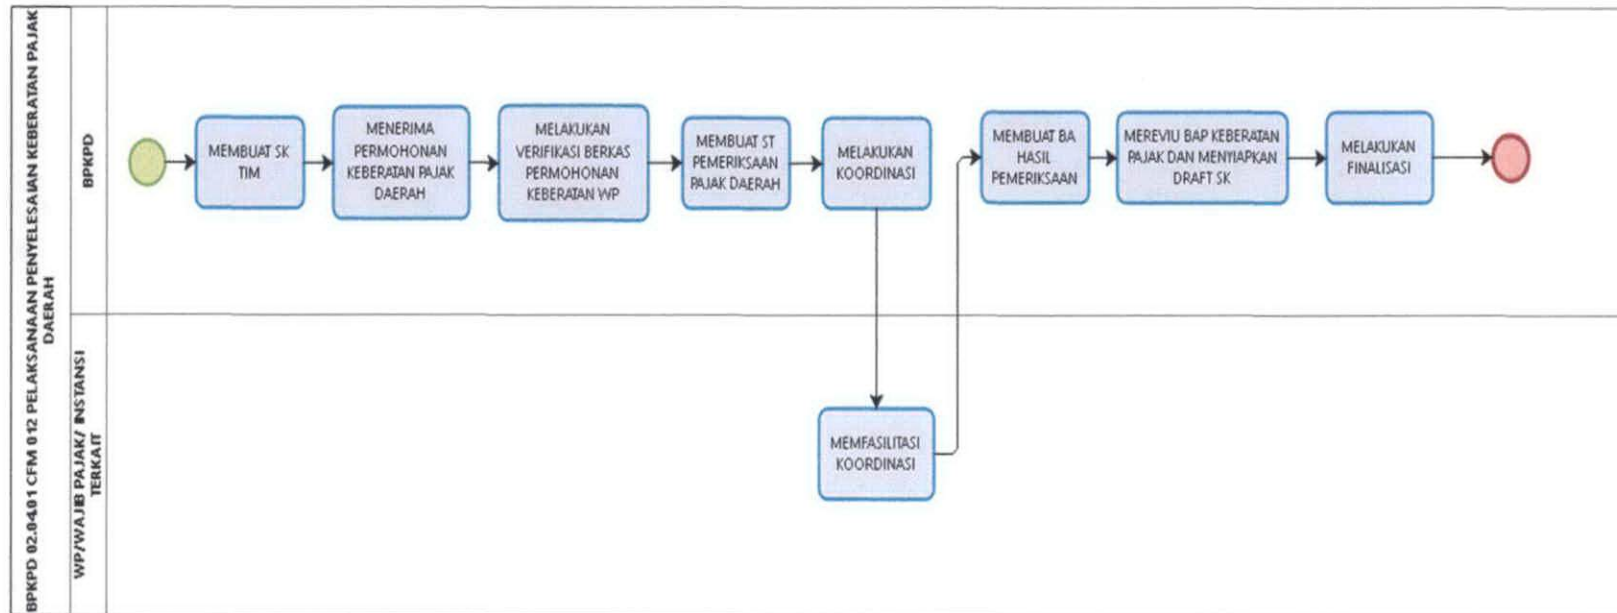 BPKPD 02.04.01 CFM 012 PELAKSANAAN PENYELESAIAN KEBERATAN PAJAK
DAERAH
BPKPD
MEMBUAT SK
TIM
MENERIMA
PERMOHONAN
KEBERATAN PAJAK
DAERAH
MELAKUKAN
VERIFIKASI BERKAS
PERMOHONAN
KEBERATAN WP
MEMBUAT ST
PEMERIKSAAN
PAJAK DAERAH
MELAKUKAN
KOORDINASI
MEMBUAT BA
HASIL
PEMERIKSAAN
MEREVIU BAP KEBERATAN
PAJAK DAN MENYIAPKAN
DRAFT SK
MELAKUKAN
FINALISASI
WP/WAJIB PAJAK/ INSTANSI
TERKAIT
MEMFASILITASI
KOORDINASI